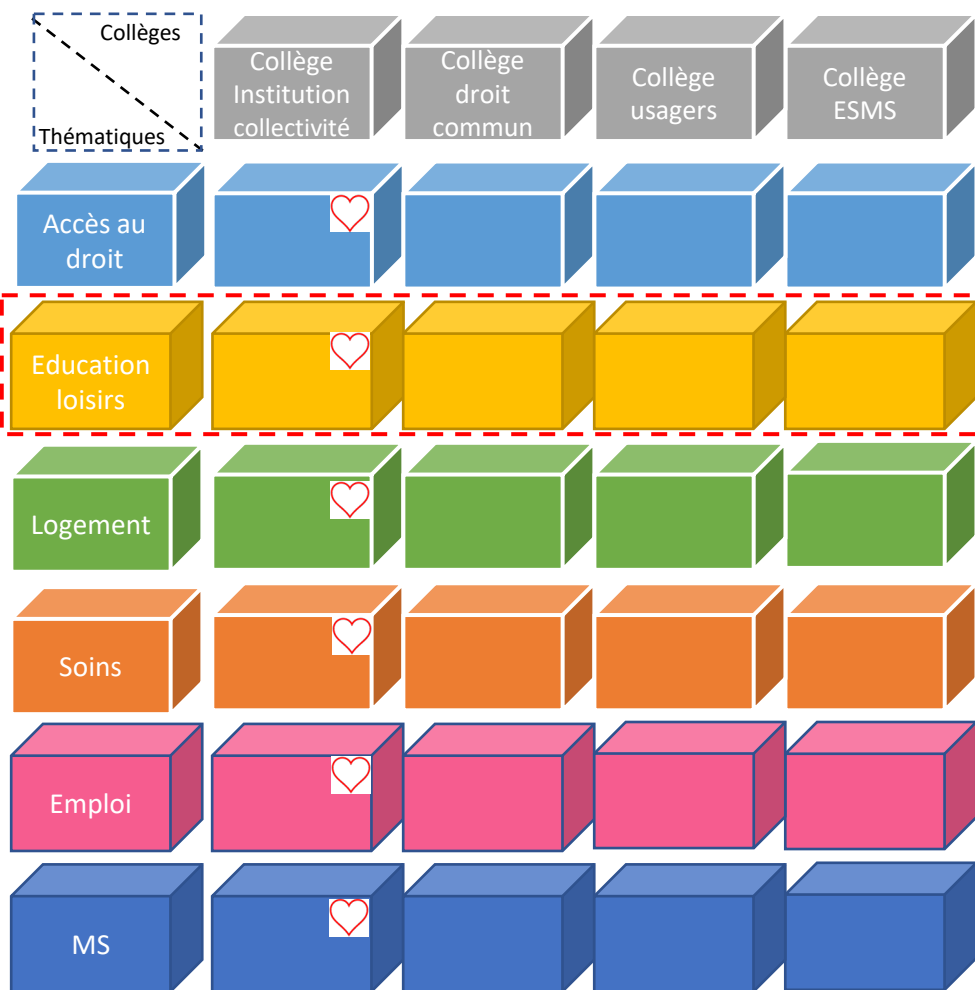 Collèges
Thématiques
Collège
Institution
collectivité
Collège
droit
commun
Collège
usagers
Collège
ESMS
Accès au
droit
Education
loisirs
Logement
Soins
Emploi
MS